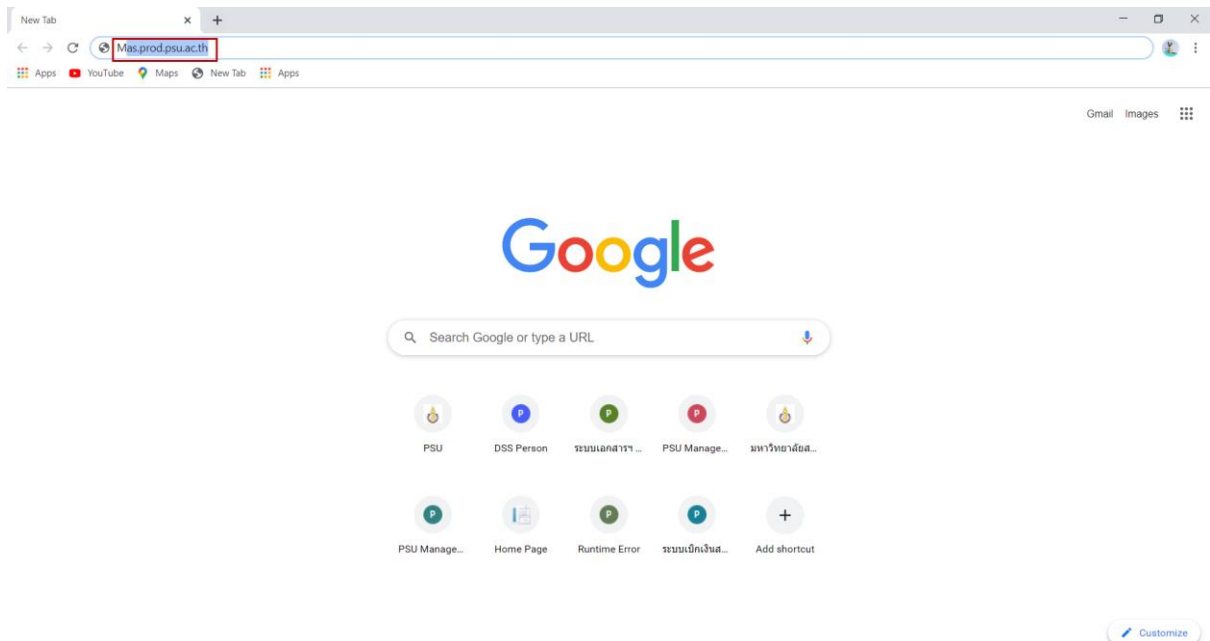 New Tab
Mas.prod.psu.ac.th
Apps YouTube Maps New Tab Apps
Gmail Images
Google
Search Google or type a URL
PSU DSS Person ระบบเอกสารฯ ... PSU Manage... มหาวิทยาลัยส...
PSU Manage... Home Page Runtime Error ระบบเบิกเงินส... Add shortcut
Customize